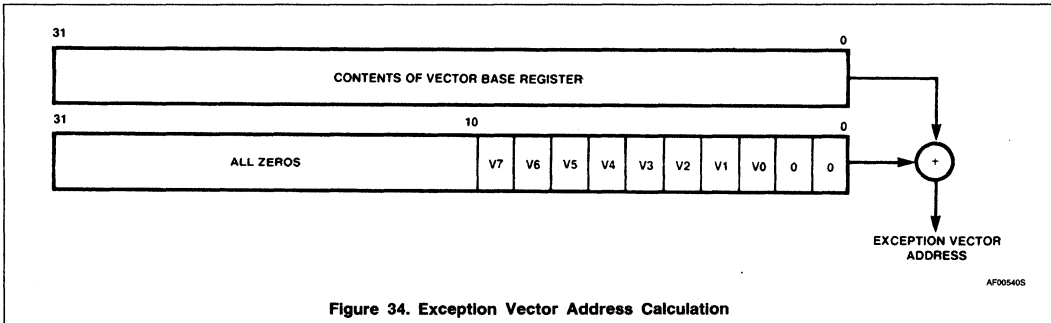 31 0
CONTENTS OF VECTOR BASE REGISTER
31 10 0
ALL ZEROS V7 V6 V5 V4 V3 V2 V1 V0 0 0
+
EXCEPTION VECTOR
ADDRESS
AF00540S
Figure 34. Exception Vector Address Calculation